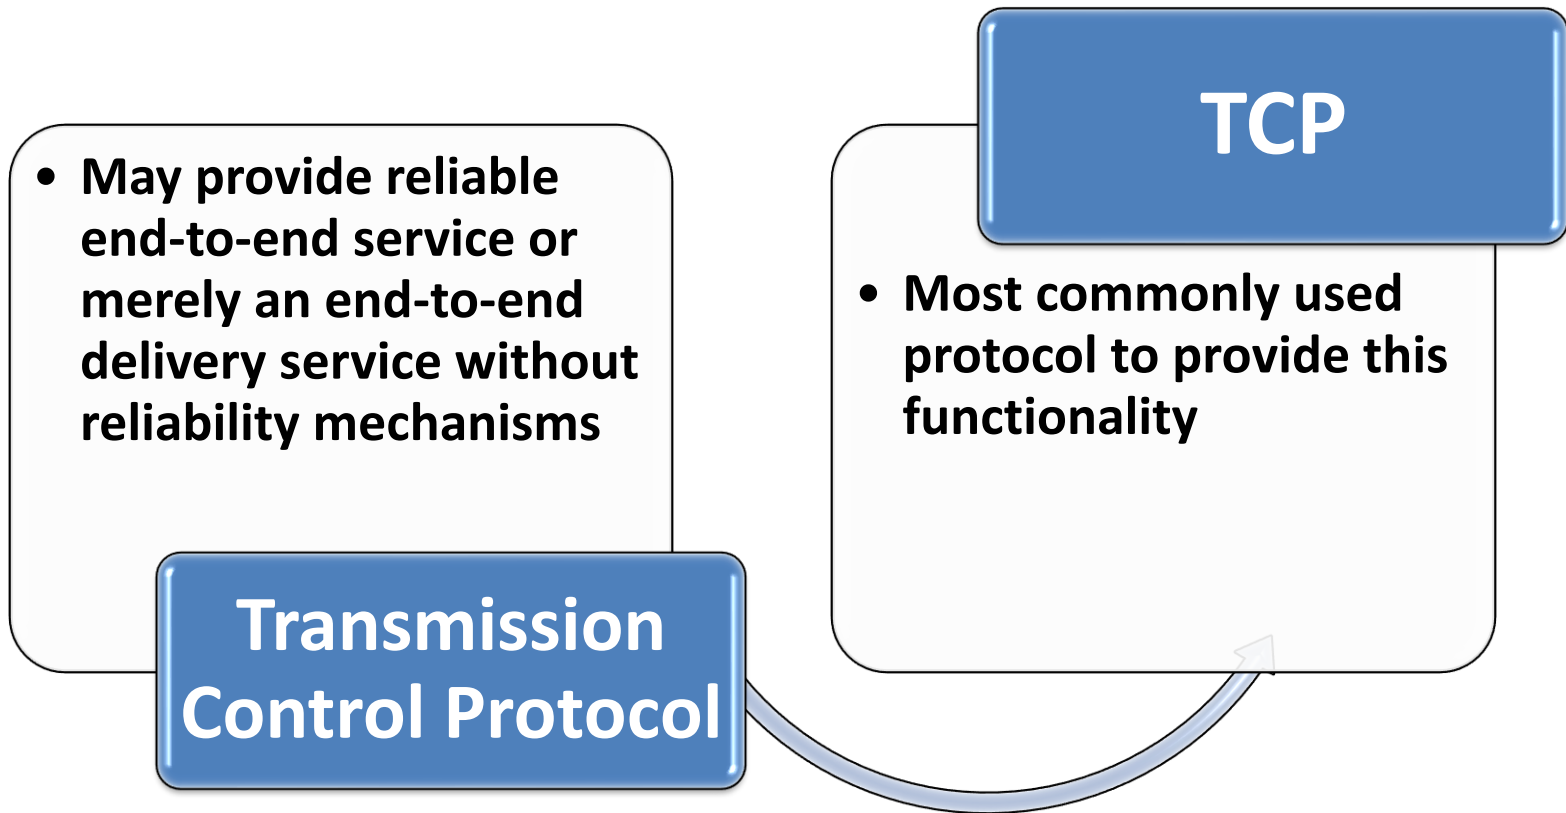 • May provide reliable
end-to-end service or
merely an end-to-end
delivery service without
reliability mechanisms
Transmission
Control Protocol
TCP
• Most commonly used
protocol to provide this
functionality